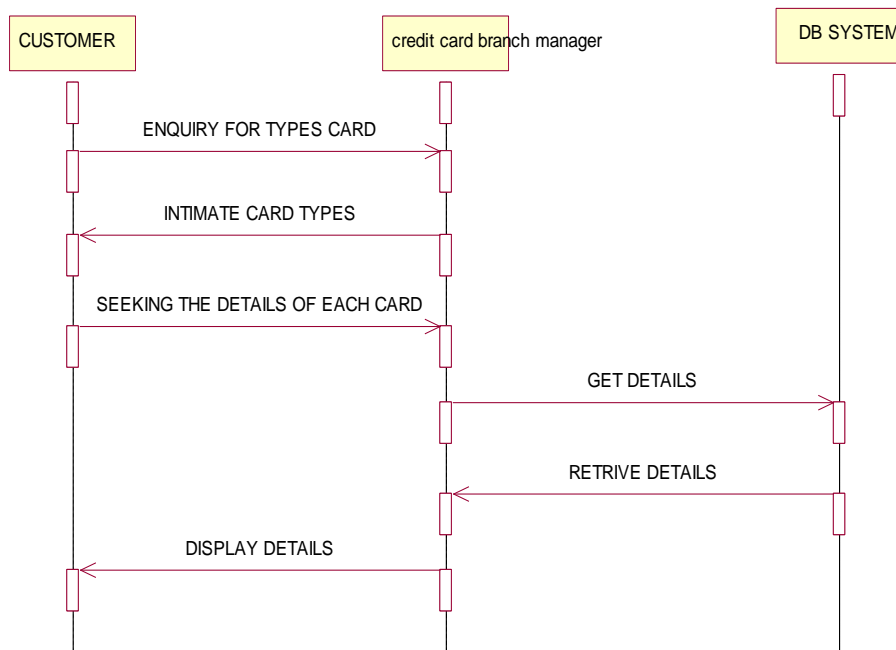 CUSTOMER
credit card branch manager
DB SYSTEM
ENQUIRY FOR TYPES CARD
INTIMATE CARD TYPES
SEEKING THE DETAILS OF EACH CARD
GET DETAILS
RETRIVE DETAILS
DISPLAY DETAILS